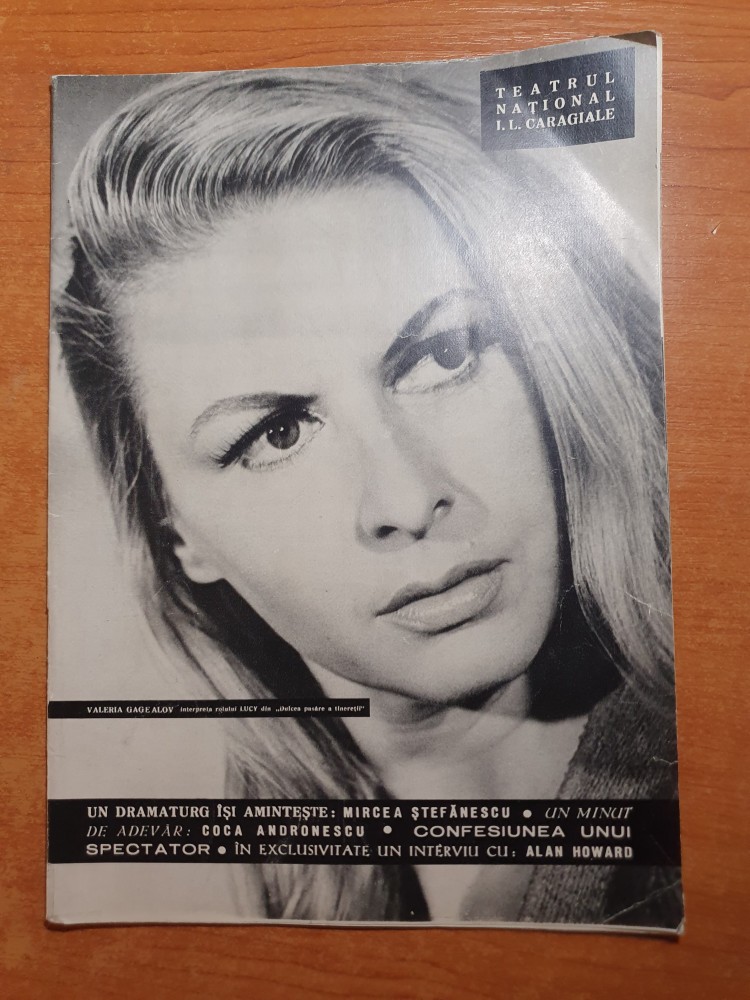 TEATRUL
NAȚIONAL
I. L. CARAGIALE
VALERIA GAGEALOV interpreta rolului LUCY din „Dulcea pasăre a tinereții"
UN DRAMATURG ÎȘI AMINTEȘTE: MIRCEA ȘTEFĂNESCU • UN MINUT
DE ADEVĂR: COCA ANDRONESCU • CONFESIUNEA UNUI
SPECTATOR • ÎN EXCLUSIVITATE UN INTERVIU CU: ALAN HOWARD